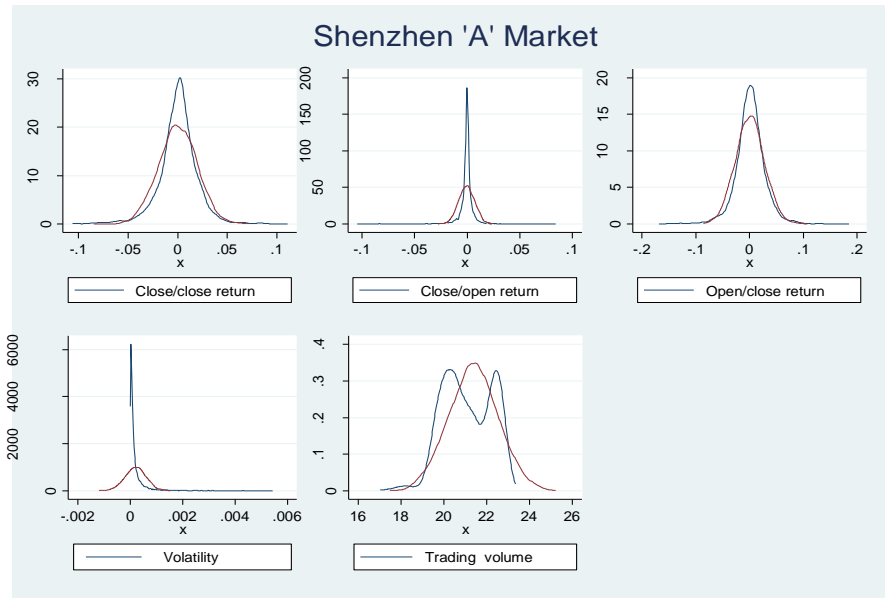 Shenzhen 'A' Market
30
20
10
0
-.1 -.05 0 .05 .1
x
Close/close return
200
150
100
50
0
-.1 -.05 0 .05 .1
x
Close/open return
20
15
10
5
0
-.2 -.1 0 .1 .2
x
Open/close return
6000
4000
2000
0
-.002 0 .002 .004 .006
x
Volatility
.4
.3
.2
.1
0
16 18 20 22 24 26
x
Trading volume